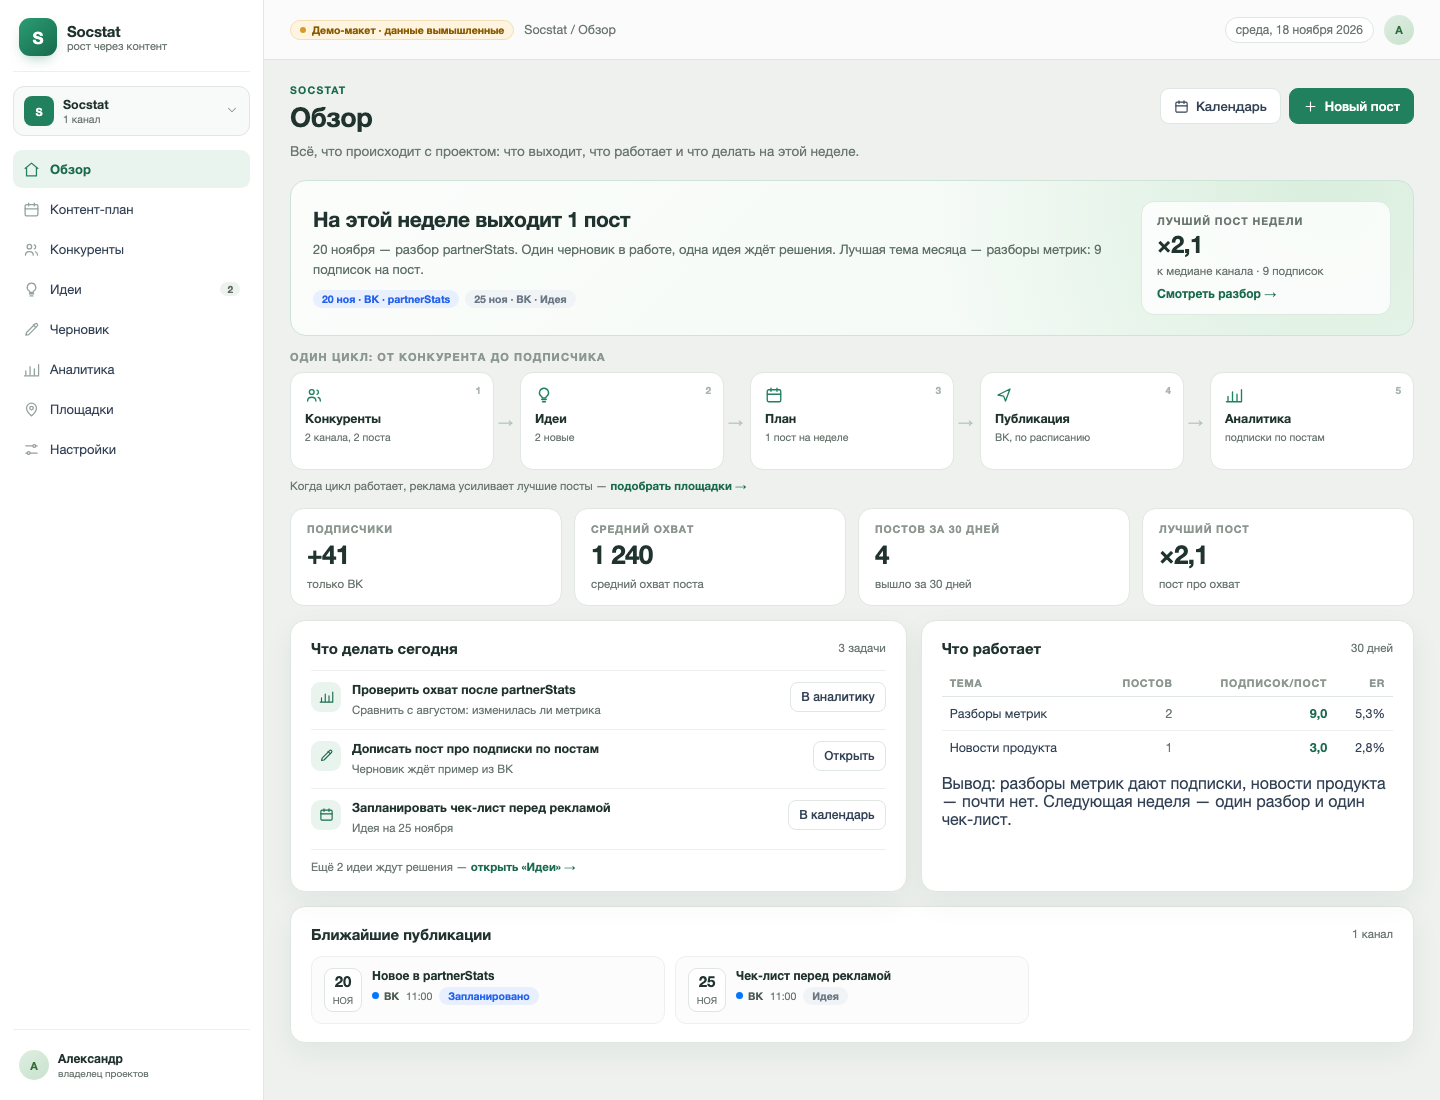 S
Socstat
рост через контент
S
Socstat
1 канал
Обзор
Контент-план
Конкуренты
Идеи
2
Черновик
Аналитика
Площадки
Настройки
А
Александр
владелец проектов
Демо-макет · данные вымышленные
Socstat / Обзор
среда, 18 ноября 2026
А
SOCSTAT
Обзор
Всё, что происходит с проектом: что выходит, что работает и что делать на этой неделе.
Календарь
Новый пост
На этой неделе выходит 1 пост
20 ноября — разбор partnerStats. Один черновик в работе, одна идея ждёт решения. Лучшая тема месяца — разборы метрик: 9
подписок на пост.
20 ноя · ВК · partnerStats
25 ноя · ВК · Идея
ЛУЧШИЙ ПОСТ НЕДЕЛИ
×2,1
к медиане канала · 9 подписок
Смотреть разбор →
ОДИН ЦИКЛ: ОТ КОНКУРЕНТА ДО ПОДПИСЧИКА
1
Конкуренты
2 канала, 2 поста
→
2
Идеи
2 новые
→
3
План
1 пост на неделе
→
4
Публикация
ВК, по расписанию
→
5
Аналитика
подписки по постам
Когда цикл работает, реклама усиливает лучшие посты — подобрать площадки →
ПОДПИСЧИКИ
+41
только ВК
СРЕДНИЙ ОХВАТ
1 240
средний охват поста
ПОСТОВ ЗА 30 ДНЕЙ
4
вышло за 30 дней
ЛУЧШИЙ ПОСТ
×2,1
пост про охват
Что делать сегодня
3 задачи
Проверить охват после partnerStats
Сравнить с августом: изменилась ли метрика
В аналитику
Дописать пост про подписки по постам
Черновик ждёт пример из ВК
Открыть
Запланировать чек-лист перед рекламой
Идея на 25 ноября
В календарь
Ещё 2 идеи ждут решения — открыть «Идеи» →
Что работает
30 дней
ТЕМА ПОСТОВ ПОДПИСОК/ПОСТ ER
Разборы метрик 2 9,0 5,3%
Новости продукта 1 3,0 2,8%
Вывод: разборы метрик дают подписки, новости продукта
— почти нет. Следующая неделя — один разбор и один
чек-лист.
Ближайшие публикации
1 канал
20
НОЯ
Новое в partnerStats
ВК 11:00 Запланировано
25
НОЯ
Чек-лист перед рекламой
ВК 11:00 Идея